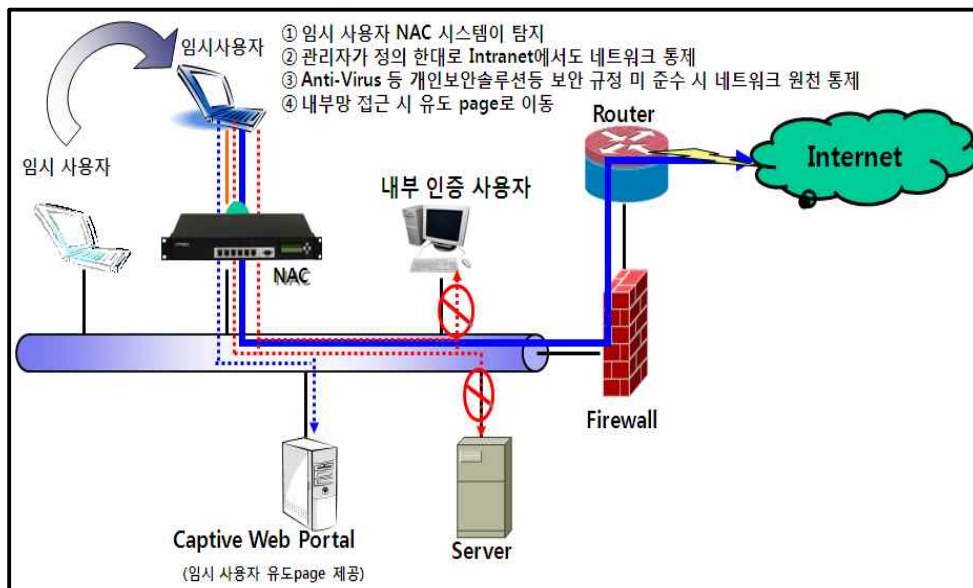 ① 임시 사용자 NAC 시스템이 탐지
② 관리자가 정의 한대로 Intranet에서도 네트워크 통제
③ Anti-Virus 등 개인보안솔루션등 보안 규정 미 준수 시 네트워크 원천 통제
④ 내부망 접근 시 유도 page로 이동
임시사용자
임시 사용자
Router
Internet
내부 인증 사용자
NAC
Firewall
Captive Web Portal
(임시 사용자 유도page 제공)
Server